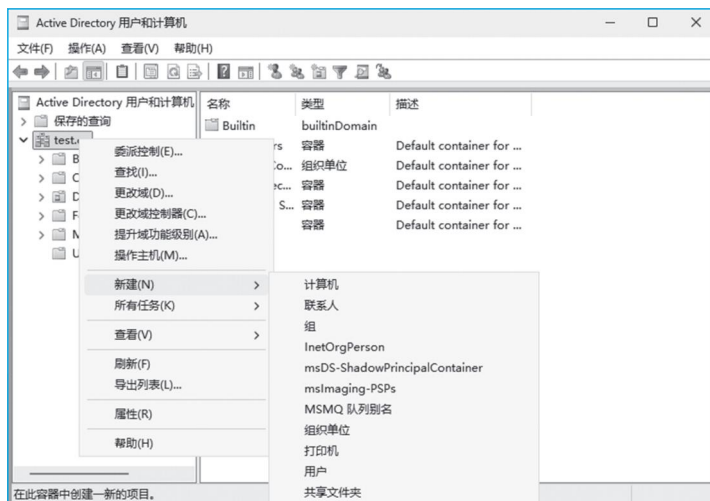 Active Directory 用户和计算机
文件(F) 操作(A) 查看(V) 帮助(H)
Active Directory 用户和计算机
保存的查询
test.
B
C
D
F
N
U
名称 类型 描述
Builtin builtinDomain
rs 容器 Default container for ...
Co... 组织单位 Default container for ...
ec... 容器 Default container for ...
S... 容器 Default container for ...
容器 Default container for ...
委派控制(E)...
查找(I)...
更改域(D)...
更改域控制器(C)...
提升域功能级别(A)...
操作主机(M)...
新建(N)
所有任务(K)
查看(V)
刷新(F)
导出列表(L)...
属性(R)
帮助(H)
计算机
联系人
组
InetOrgPerson
msDS-ShadowPrincipalContainer
msImaging-PSPs
MSMQ 队列别名
组织单位
打印机
用户
共享文件夹
在此容器中创建一新的项目。